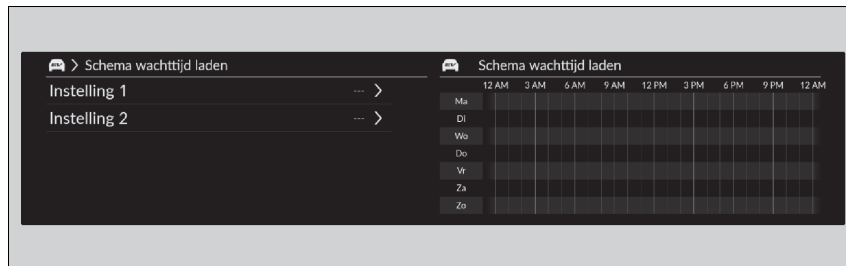 > Schema wachttijd laden
Instelling 1 --- >
Instelling 2 --- >
Schema wachttijd laden
12 AM 3 AM 6 AM 9 AM 12 PM 3 PM 6 PM 9 PM 12 AM
Ma
Di
Wo
Do
Vr
Za
Zo